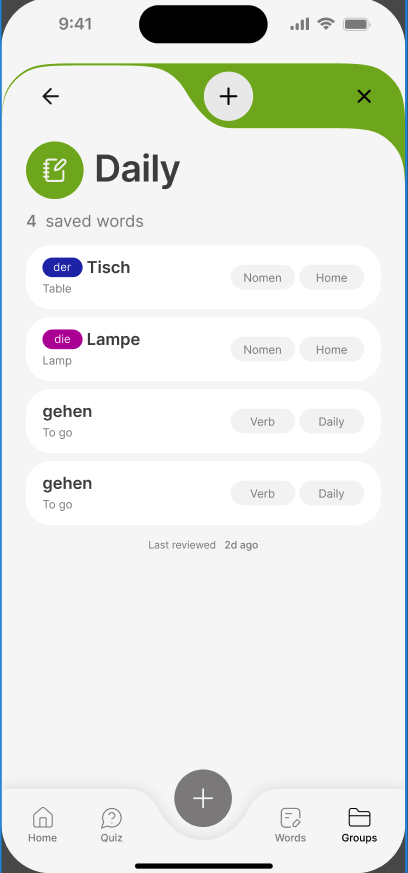 9:41
Daily
4 saved words
der Tisch
Table
Nomen Home
die Lampe
Lamp
Nomen Home
gehen
To go
Verb Daily
gehen
To go
Verb Daily
Last reviewed 2d ago
Home Quiz Words Groups